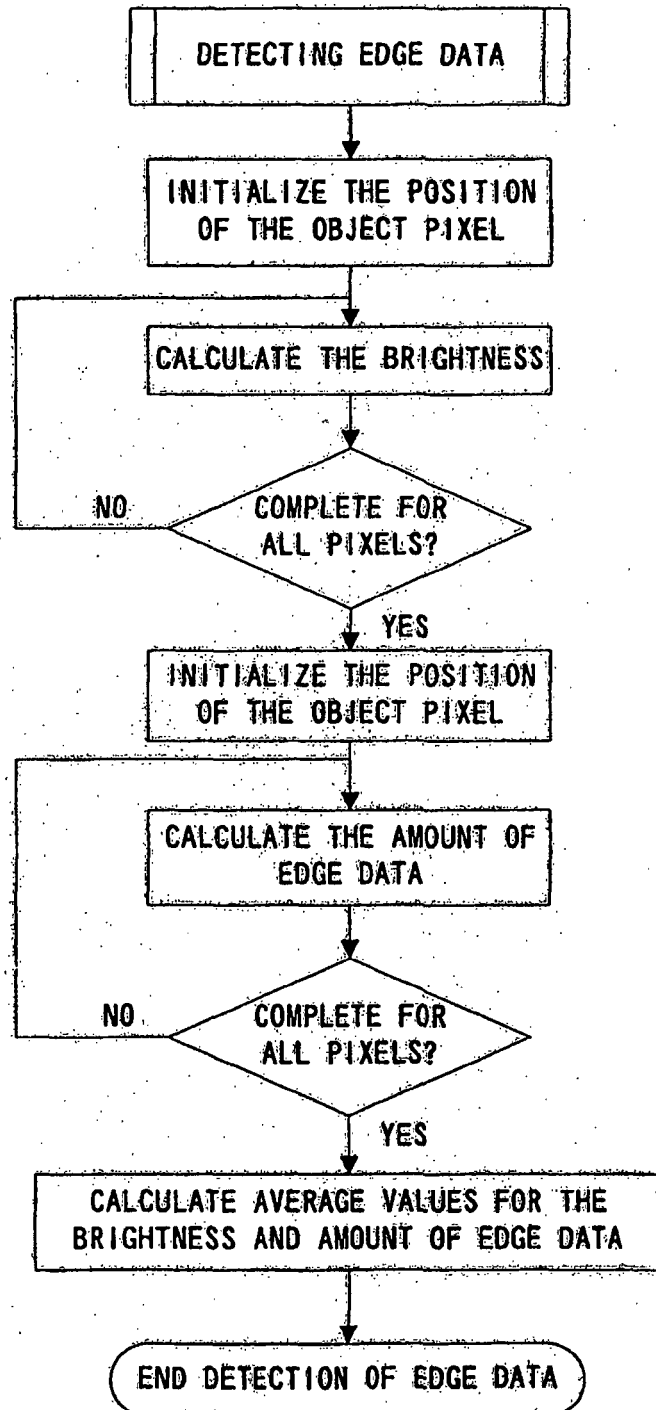 DETECTING EDGE DATA
INITIALIZE THE POSITION
OF THE OBJECT PIXEL
CALCULATE THE BRIGHTNESS
NO
COMPLETE FOR
ALL PIXELS?
YES
INITIALIZE THE POSITION
OF THE OBJECT PIXEL
CALCULATE THE AMOUNT OF
EDGE DATA
NO
COMPLETE FOR
ALL PIXELS?
YES
CALCULATE AVERAGE VALUES FOR THE
BRIGHTNESS AND AMOUNT OF EDGE DATA
END DETECTION OF EDGE DATA